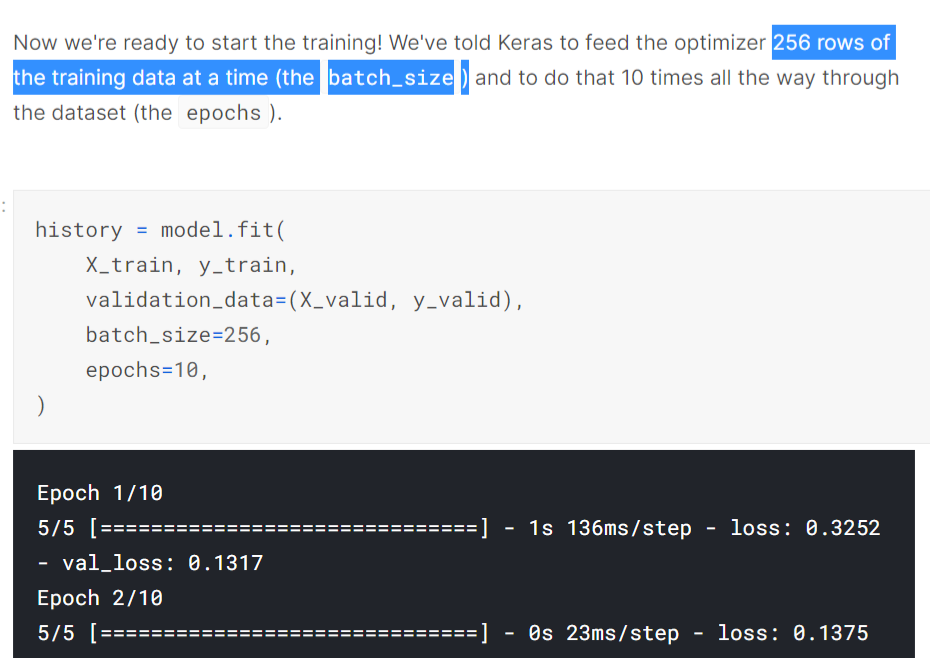 Now we're ready to start the training! We've told Keras to feed the optimizer 256 rows of
the training data at a time (the batch_size ) and to do that 10 times all the way through
the dataset (the epochs ).
:
history = model.fit(
    X_train, y_train,
    validation_data=(X_valid, y_valid),
    batch_size=256,
    epochs=10,
)
Epoch 1/10
5/5 [==============================] - 1s 136ms/step - loss: 0.3252
- val_loss: 0.1317
Epoch 2/10
5/5 [==============================] - 0s 23ms/step - loss: 0.1375